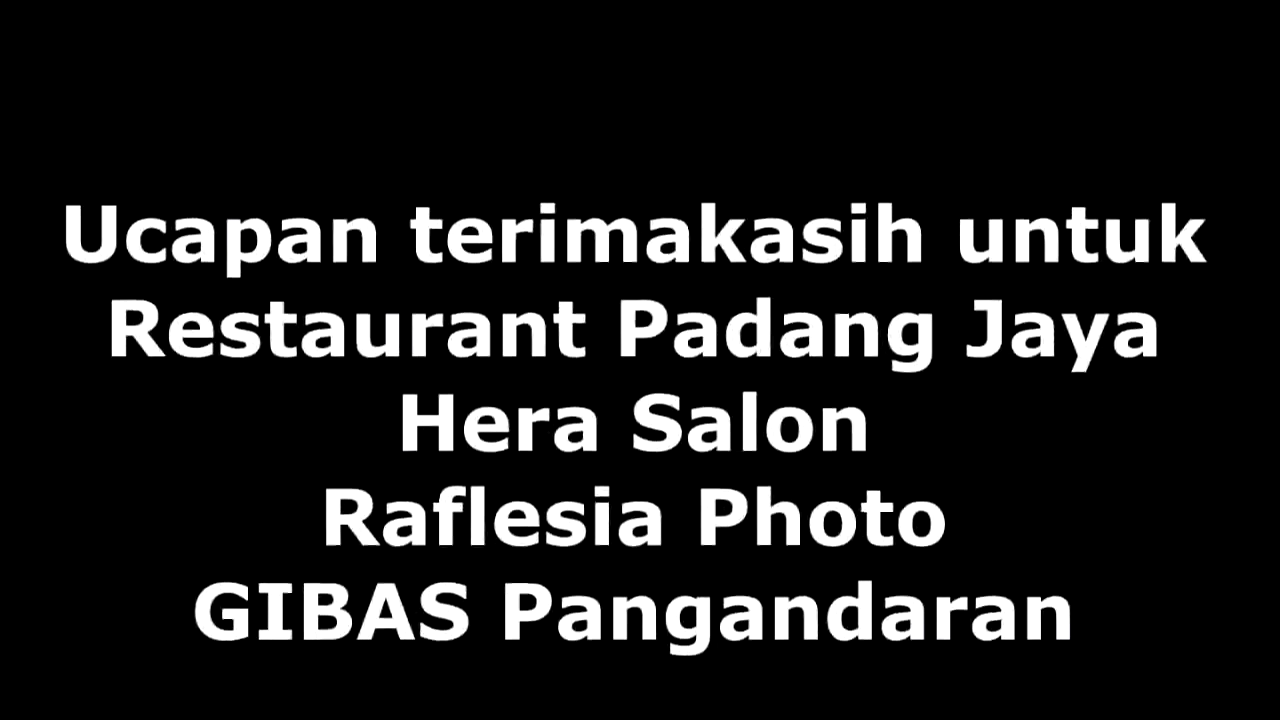 Ucapan terimakasih untuk
Restaurant Padang Jaya
Hera Salon
Raflesia Photo
GIBAS Pangandaran